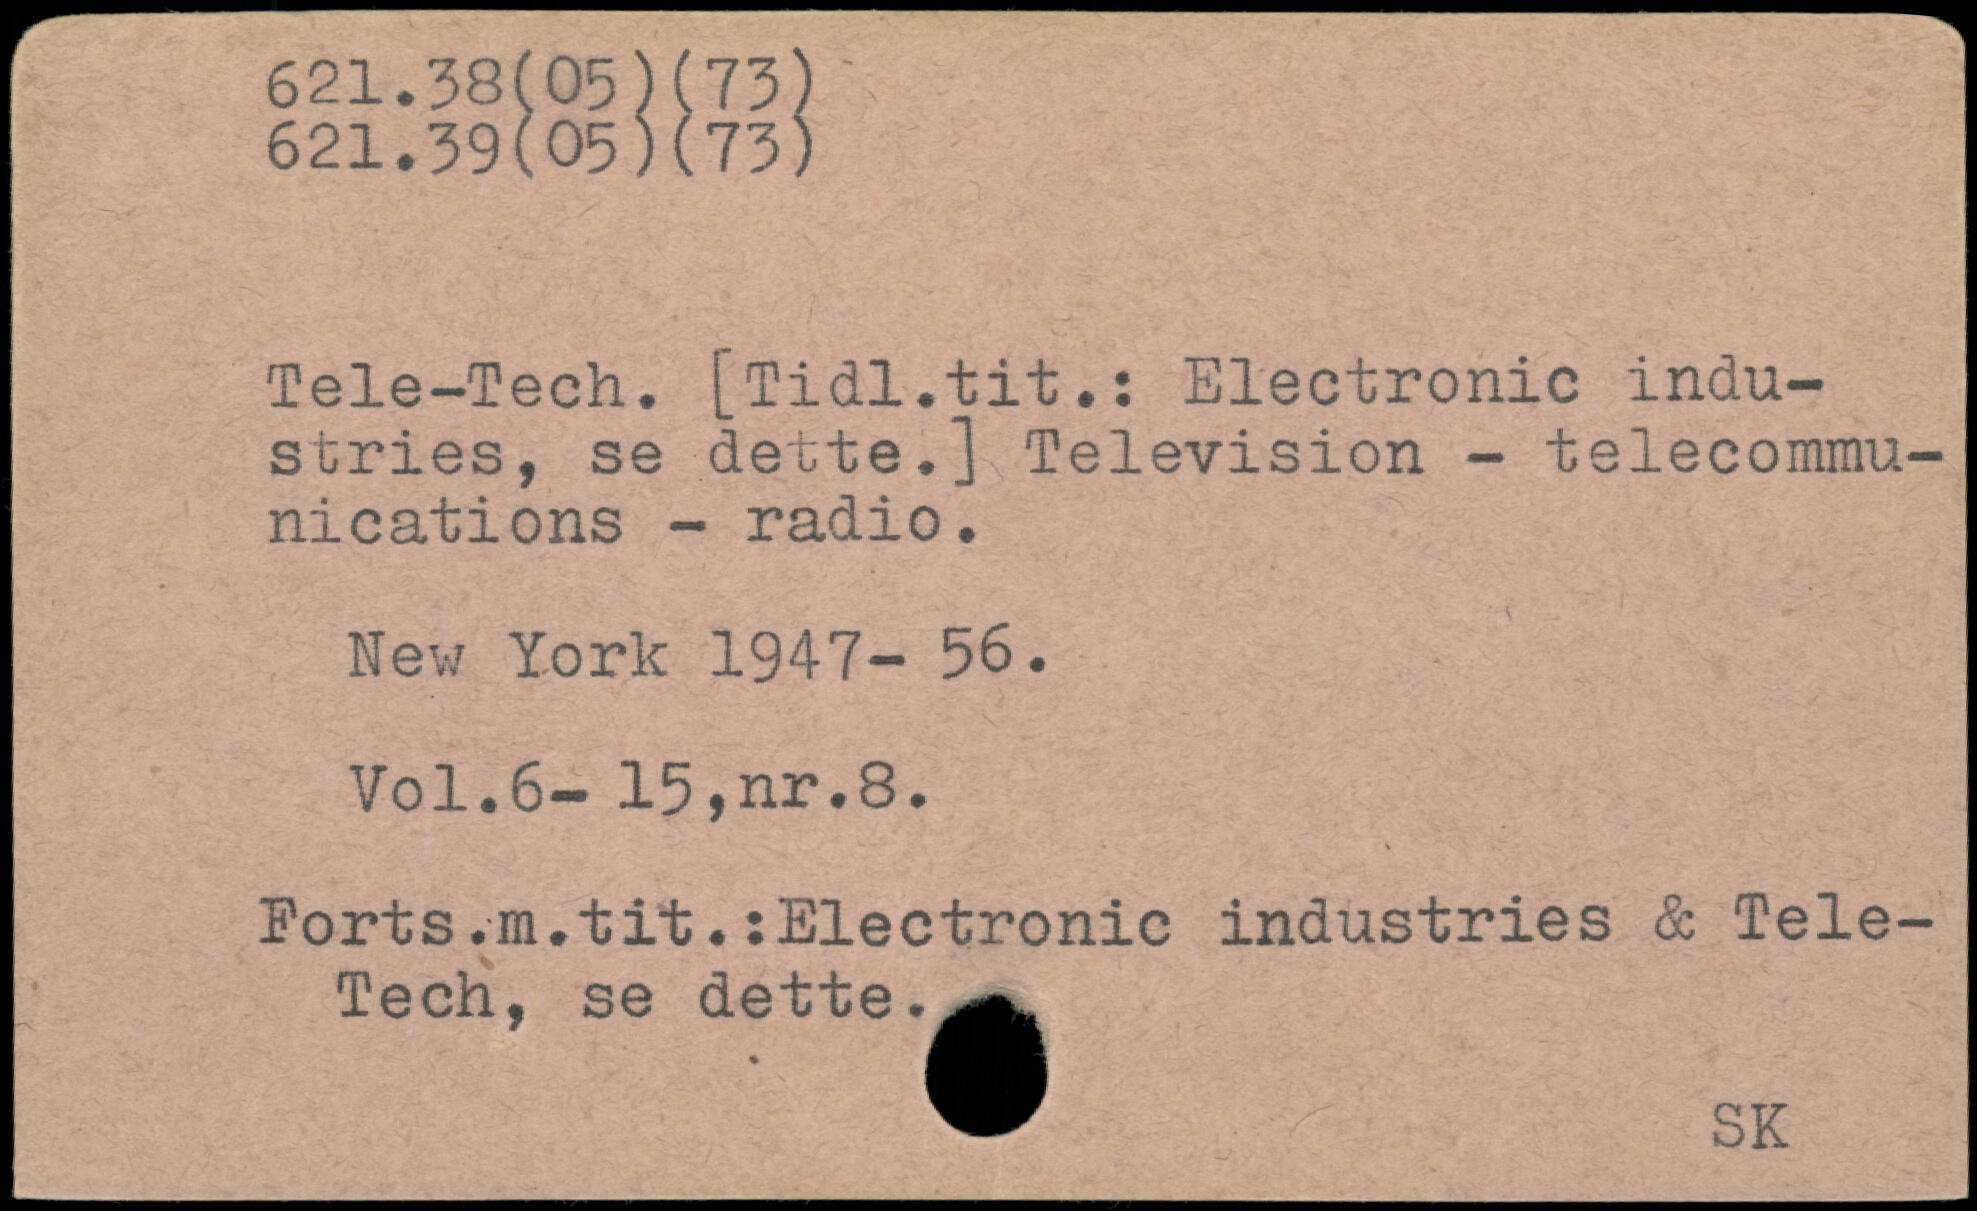 621.38(05)(73)
621.39(05)(73)
Tele-Tech. [Tidl.tit.: Electronic indu-
stries, se dette.] Television - telecommu-
nications - radio.
New York 1947- 56.
Vol.6- 15,nr.8.
Forts.m.tit.:Electronic industries & Tele-
Tech, se dette.
SK